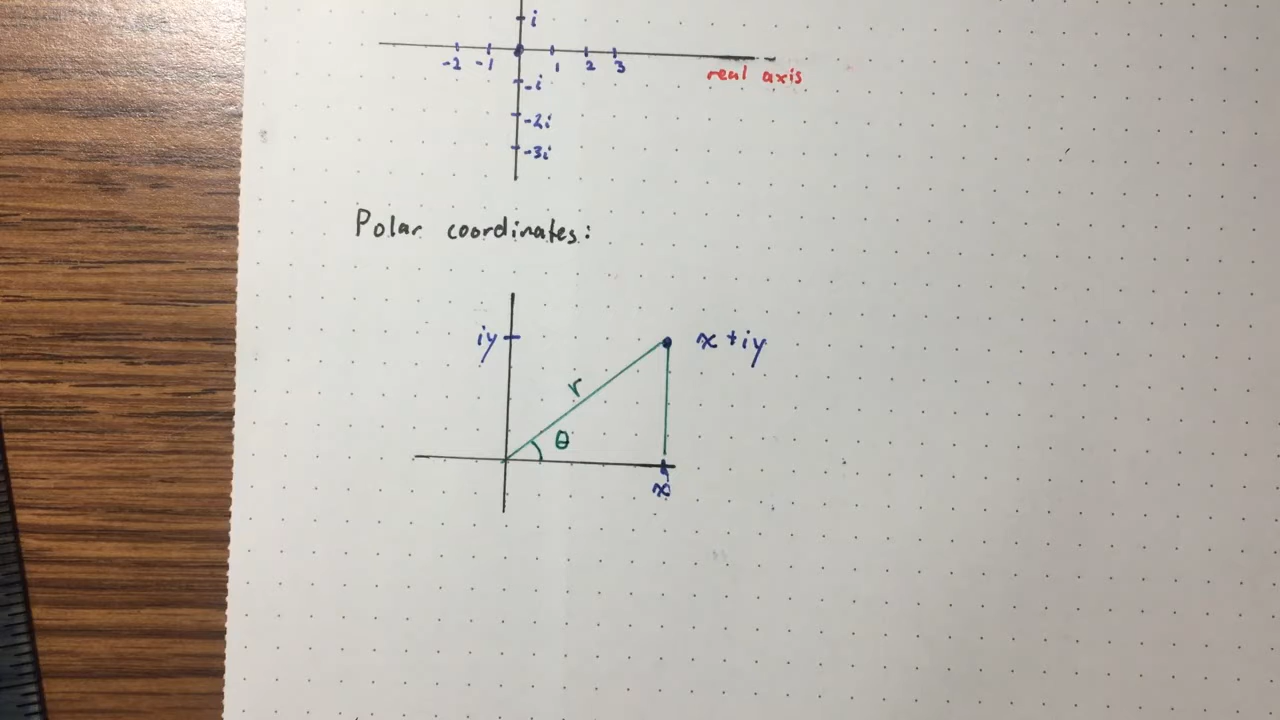 i
-2 -1 1 2 3
real axis
-i
-2i
-3i
Polar coordinates:
iy
x + iy
r
θ
x